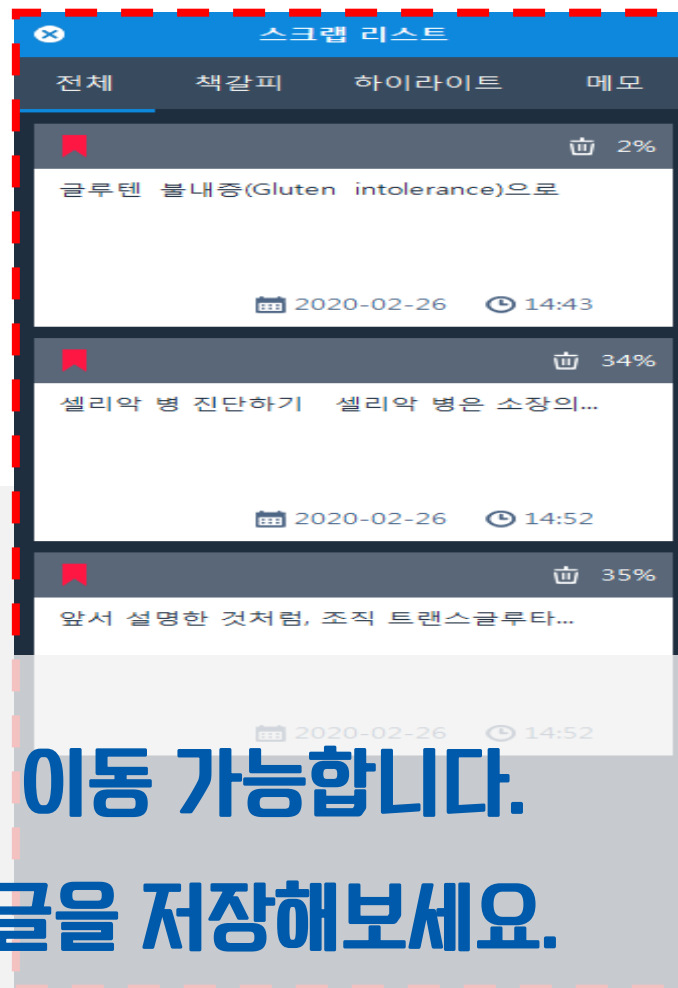 스크랩 리스트
전체 책갈피 하이라이트 메모
2%
글루텐 불내증(Gluten intolerance)으로
2020-02-26 14:43
34%
셀리악 병 진단하기 셀리악 병은 소장의...
2020-02-26 14:52
35%
앞서 설명한 것처럼, 조직 트랜스글루타...
2020-02-26 14:52
이동 가능합니다.
글을 저장해보세요.